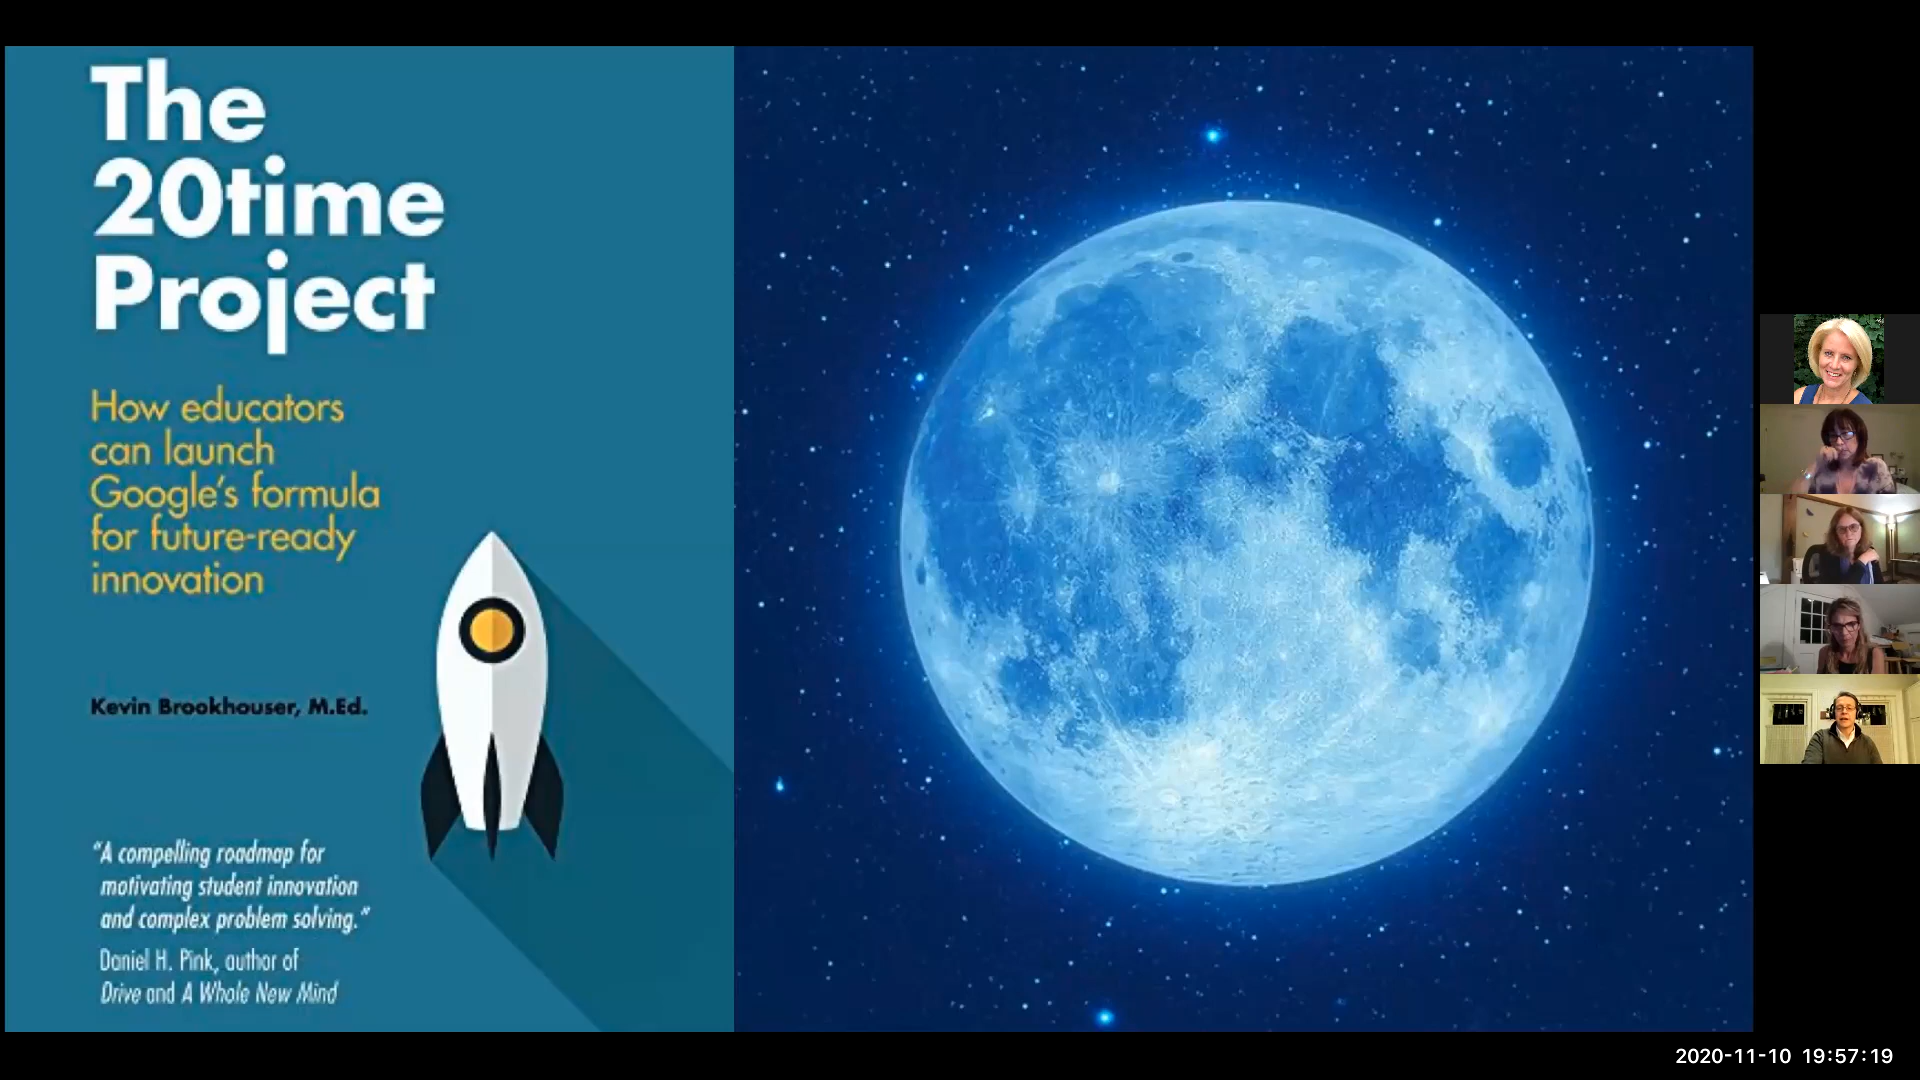 The
20time
Project
How educators
can launch
Google's formula
for future-ready
innovation
Kevin Brookhouser, M.Ed.
"A compelling roadmap for
motivating student innovation
and complex problem solving."
Daniel H. Pink, author of
Drive and A Whole New Mind
2020-11-10 19:57:19